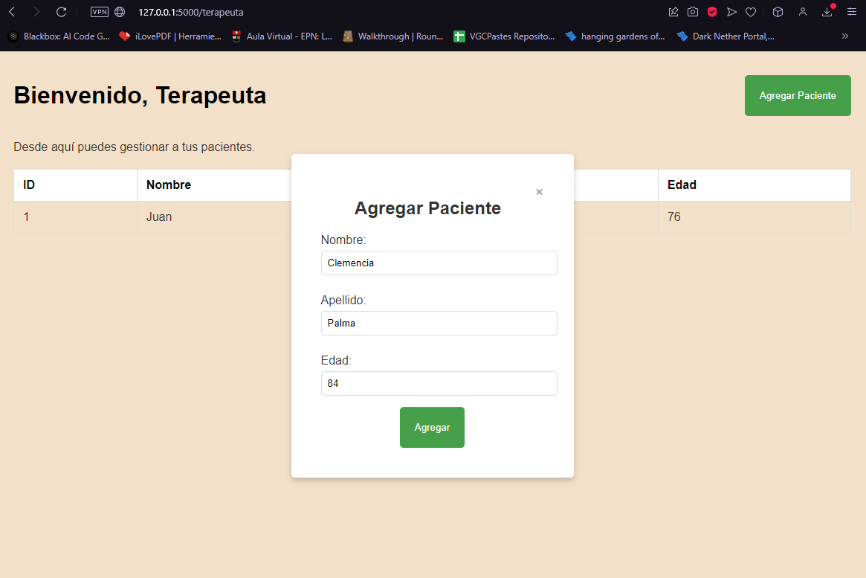 VPN 127.0.0.1:5000/terapeuta
Blackbox: AI Code G... iLovePDF | Herramie... Aula Virtual - EPN: L... Walkthrough | Roun... VGCPastes Reposito... hanging gardens of... Dark Nether Portal,... »
Bienvenido, Terapeuta
Agregar Paciente
Desde aquí puedes gestionar a tus pacientes.
ID Nombre Edad
1 Juan 76
×
Agregar Paciente
Nombre:
Clemencia
Apellido:
Palma
Edad:
84
Agregar